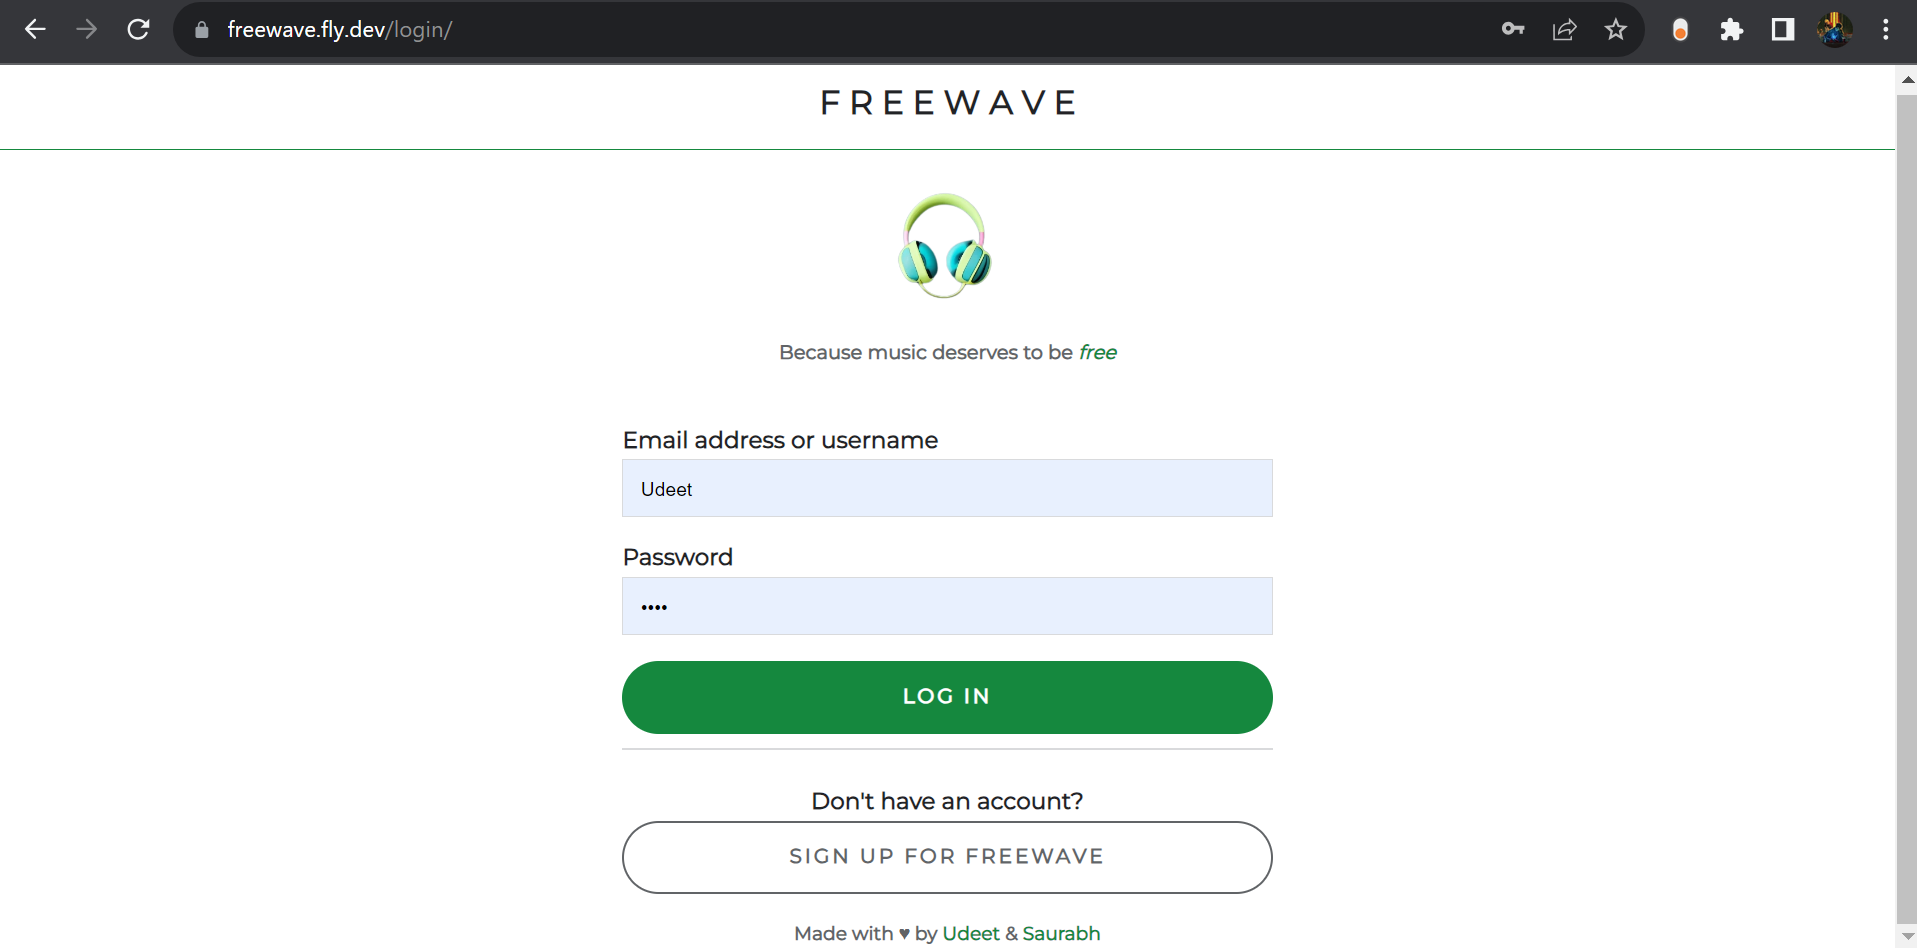 freewave.fly.dev/login/
FREEWAVE
Because music deserves to be free
Email address or username
Udeet
Password
••••
LOG IN
Don't have an account?
SIGN UP FOR FREEWAVE
Made with ♥ by Udeet & Saurabh